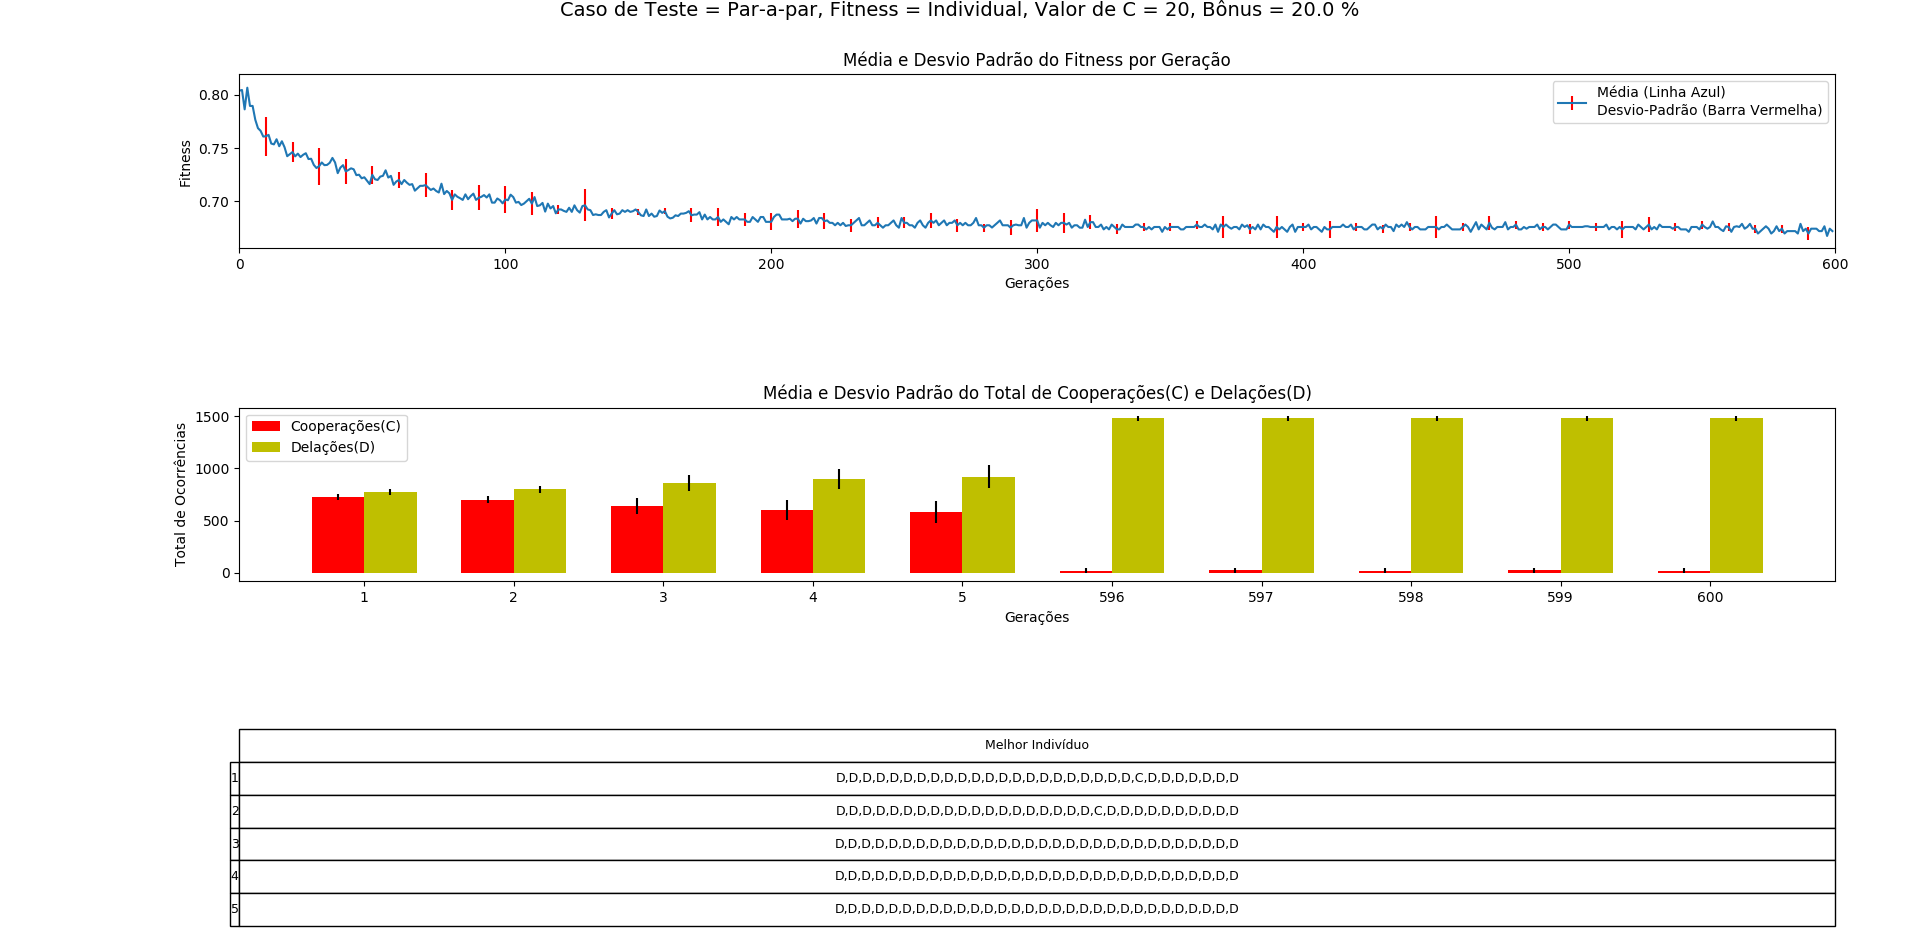 Caso de Teste = Par-a-par, Fitness = Individual, Valor de C = 20, Bônus = 20.0 %
Média e Desvio Padrão do Fitness por Geração
Fitness
0.80
0.75
0.70
Média (Linha Azul)
Desvio-Padrão (Barra Vermelha)
0 100 200 300 400 500 600
Gerações
Média e Desvio Padrão do Total de Cooperações(C) e Delações(D)
Total de Ocorrências
1500
1000
500
0
Cooperações(C)
Delações(D)
1 2 3 4 5 596 597 598 599 600
Gerações
Melhor Indivíduo
1 D,D,D,D,D,D,D,D,D,D,D,D,D,D,D,D,D,D,D,D,D,D,C,D,D,D,D,D,D,D
2 D,D,D,D,D,D,D,D,D,D,D,D,D,D,D,D,D,D,D,C,D,D,D,D,D,D,D,D,D,D
3 D,D,D,D,D,D,D,D,D,D,D,D,D,D,D,D,D,D,D,D,D,D,D,D,D,D,D,D,D,D
4 D,D,D,D,D,D,D,D,D,D,D,D,D,D,D,D,D,D,D,D,D,D,D,D,D,D,D,D,D,D
5 D,D,D,D,D,D,D,D,D,D,D,D,D,D,D,D,D,D,D,D,D,D,D,D,D,D,D,D,D,D